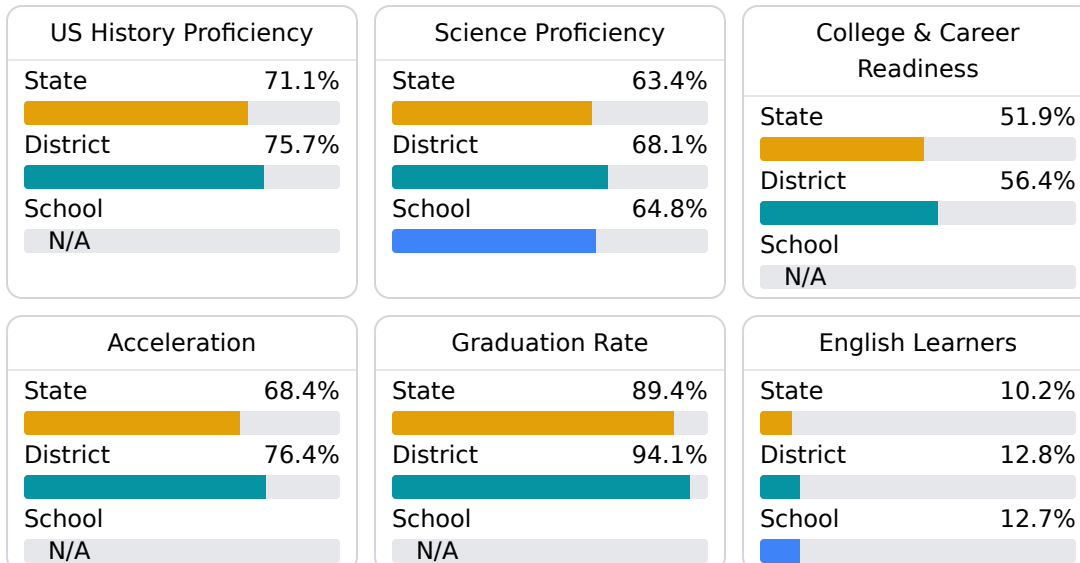 US History Proficiency
State 71.1%
District 75.7%
School
N/A
Science Proficiency
State 63.4%
District 68.1%
School 64.8%
College & Career
Readiness
State 51.9%
District 56.4%
School
N/A
Acceleration
State 68.4%
District 76.4%
School
N/A
Graduation Rate
State 89.4%
District 94.1%
School
N/A
English Learners
State 10.2%
District 12.8%
School 12.7%